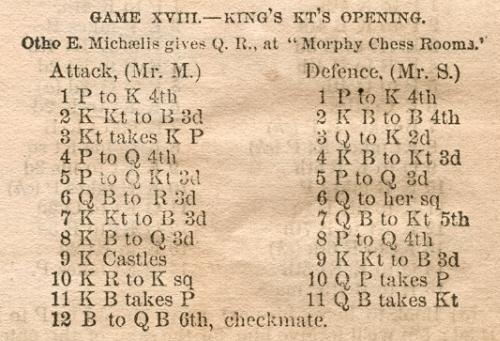 GAME XVIII.—KING'S KT'S OPENING.
Otho E. Michælis gives Q. R., at "Morphy Chess Rooms."
Attack, (Mr. M.) Defence, (Mr. S.)
1 P to K 4th 1 P to K 4th
2 K Kt to B 3d 2 K B to B 4th
3 Kt takes K P 3 Q to K 2d
4 P to Q 4th 4 K B to Kt 3d
5 P to Q Kt 3d 5 P to Q 3d
6 Q B to R 3d 6 Q to her sq
7 K Kt to B 3d 7 Q B to Kt 5th
8 K B to Q 3d 8 P to Q 4th
9 K Castles 9 K Kt to B 3d
10 K R to K sq 10 Q P takes P
11 K B takes P 11 Q B takes Kt
12 B to Q B 6th, checkmate.